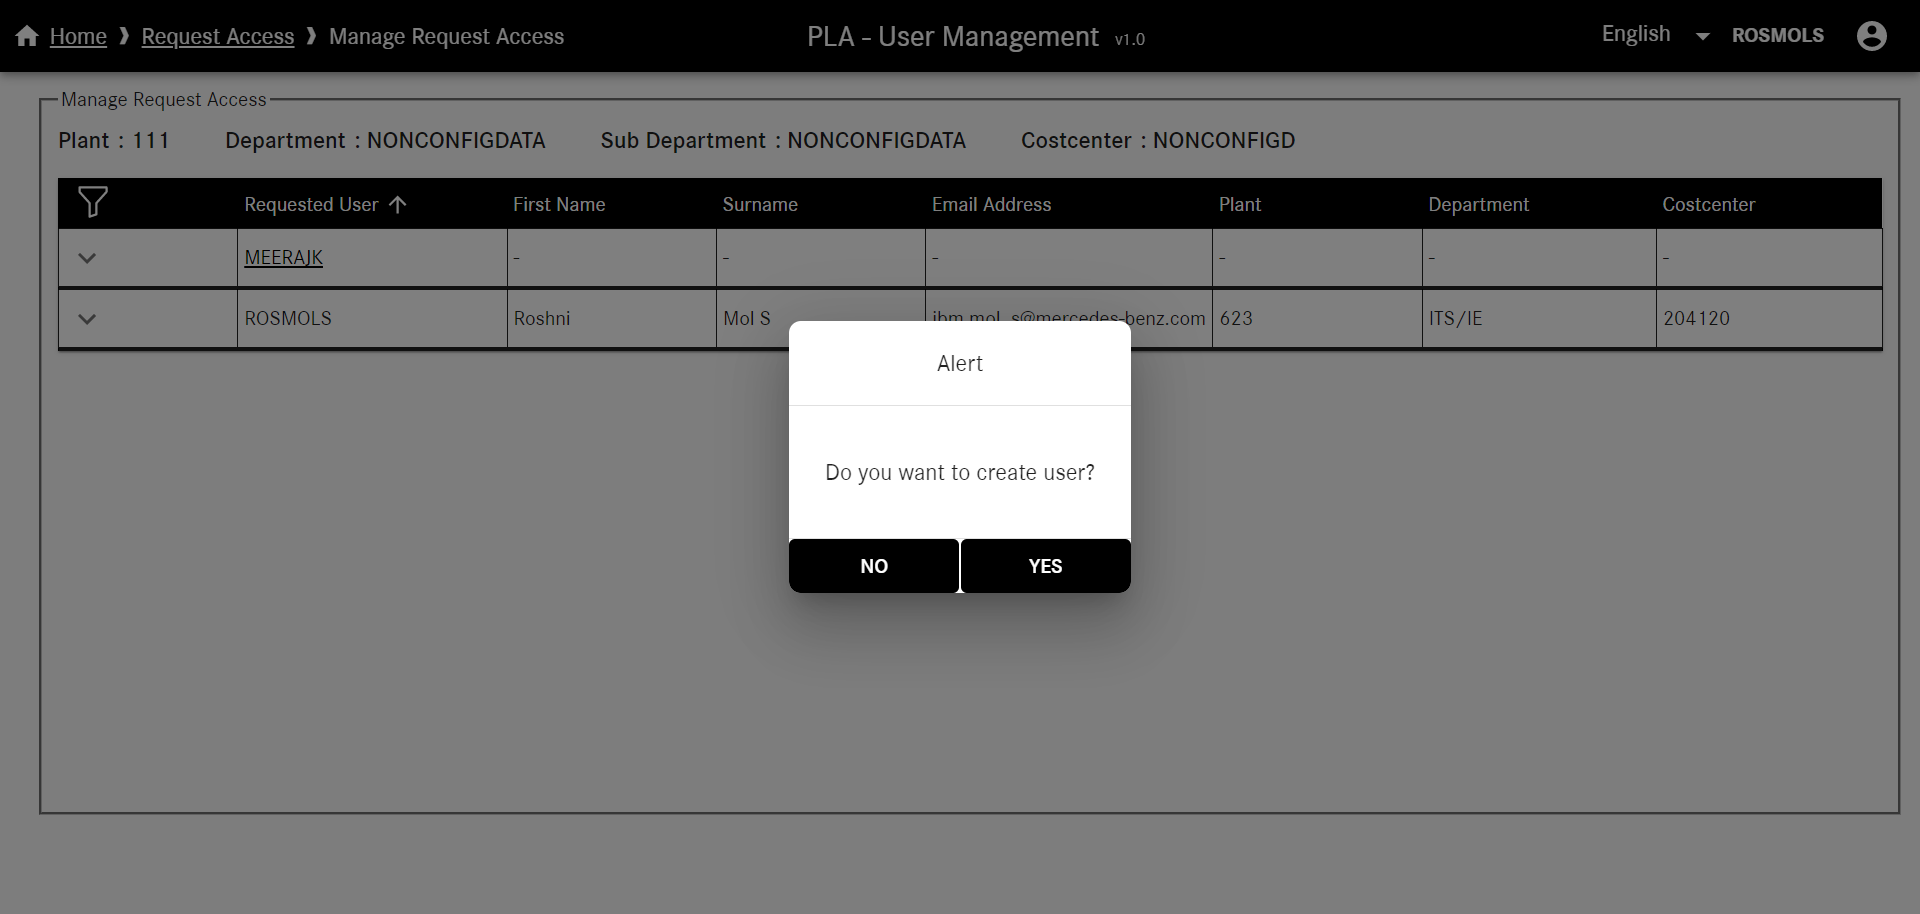 Home ❱ Request Access ❱ Manage Request Access
PLA - User Management v1.0
English
ROSMOLS
Manage Request Access
Plant : 111 Department : NONCONFIGDATA Sub Department : NONCONFIGDATA Costcenter : NONCONFIGD
Requested User First Name Surname Email Address Plant Department Costcenter
MEERAJK - - - - - -
ROSMOLS Roshni Mol S ibm.mol_s@mercedes-benz.com 623 ITS/IE 204120
Alert
Do you want to create user?
NO YES